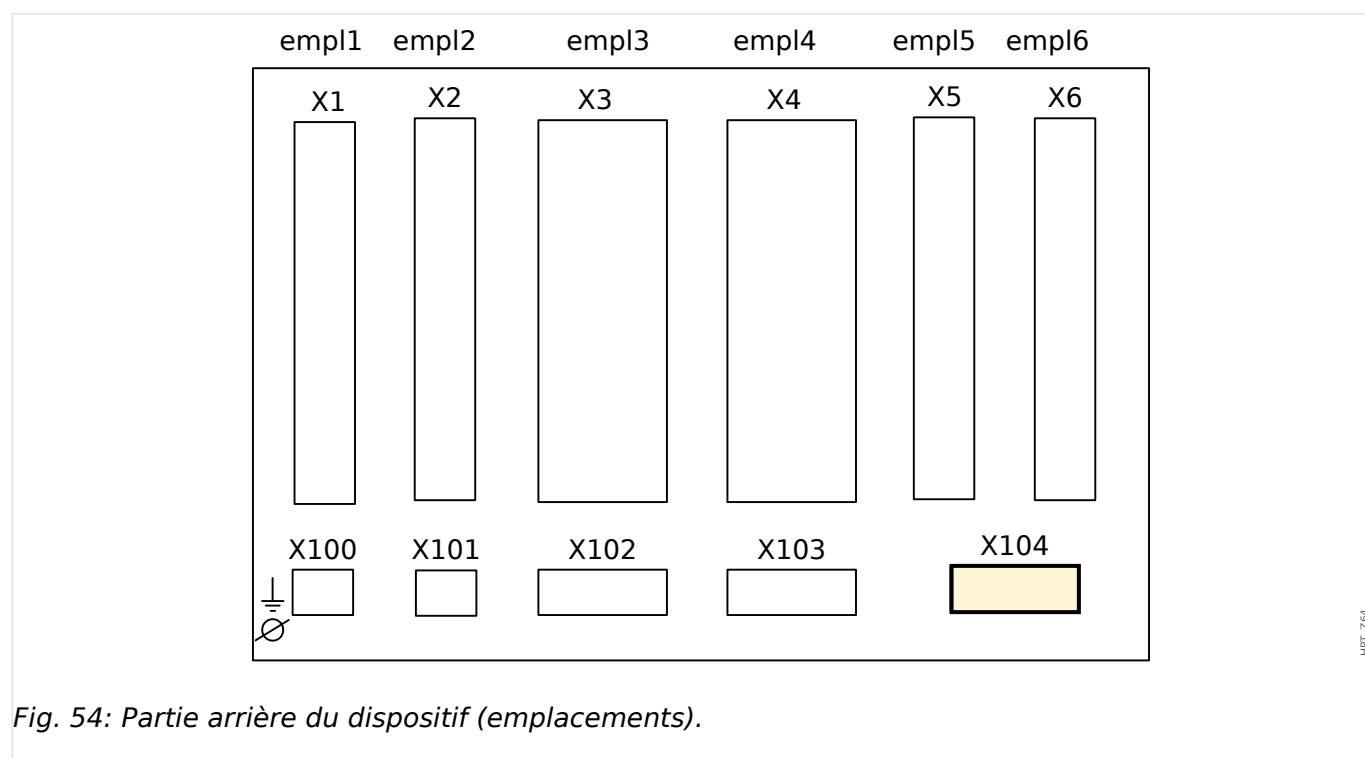 empl1 empl2 empl3 empl4 empl5 empl6
X1 X2 X3 X4 X5 X6
X100 X101 X102 X103 X104
Fig. 54: Partie arrière du dispositif (emplacements).